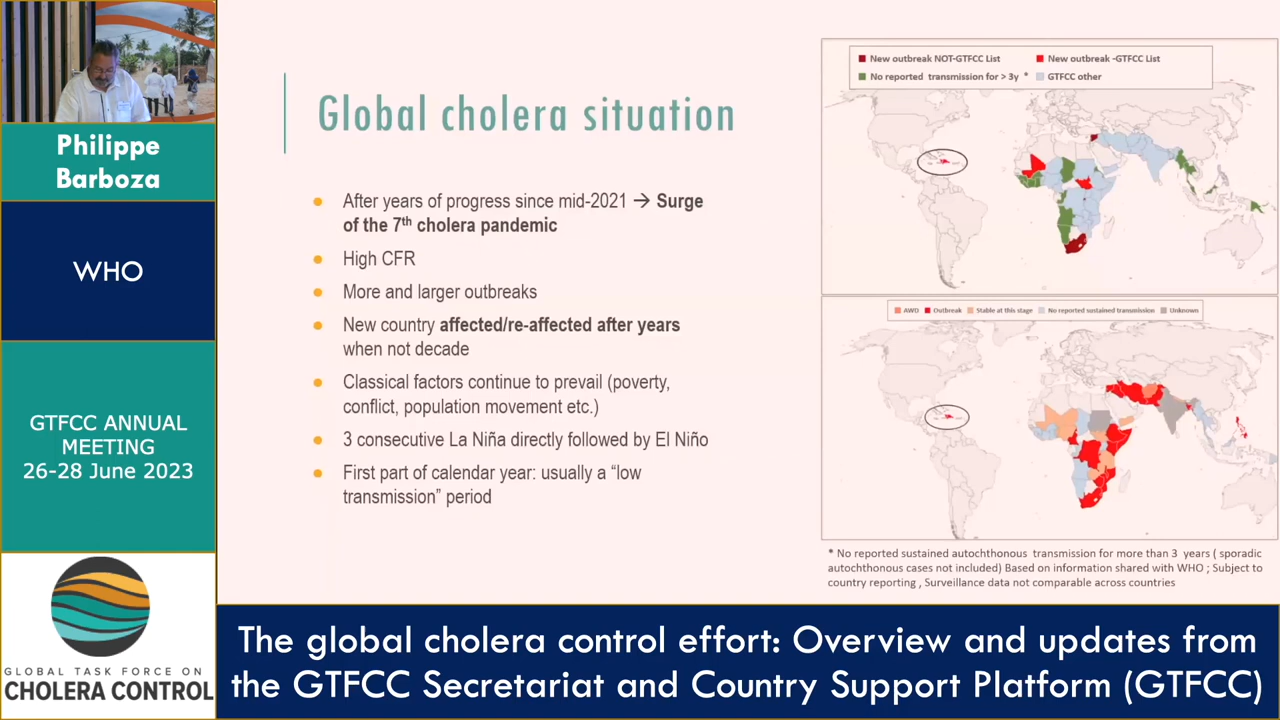 Philippe
Barboza
WHO
GTFCC ANNUAL
MEETING
26-28 June 2023
GLOBAL TASK FORCE ON
CHOLERA CONTROL
Global cholera situation
• After years of progress since mid-2021 → Surge
of the 7th cholera pandemic
• High CFR
• More and larger outbreaks
• New country affected/re-affected after years
when not decade
• Classical factors continue to prevail (poverty,
conflict, population movement etc.)
• 3 consecutive La Niña directly followed by El Niño
• First part of calendar year: usually a “low
transmission” period
New outbreak NOT-GTFCC List
New outbreak -GTFCC List
No reported transmission for > 3y *
GTFCC other
AWD
Outbreak
Stable at this stage
No reported sustained transmission
Unknown
* No reported sustained autochthonous transmission for more than 3 years ( sporadic
autochthonous cases not included) Based on information shared with WHO ; Subject to
country reporting , Surveillance data not comparable across countries
The global cholera control effort: Overview and updates from
the GTFCC Secretariat and Country Support Platform (GTFCC)